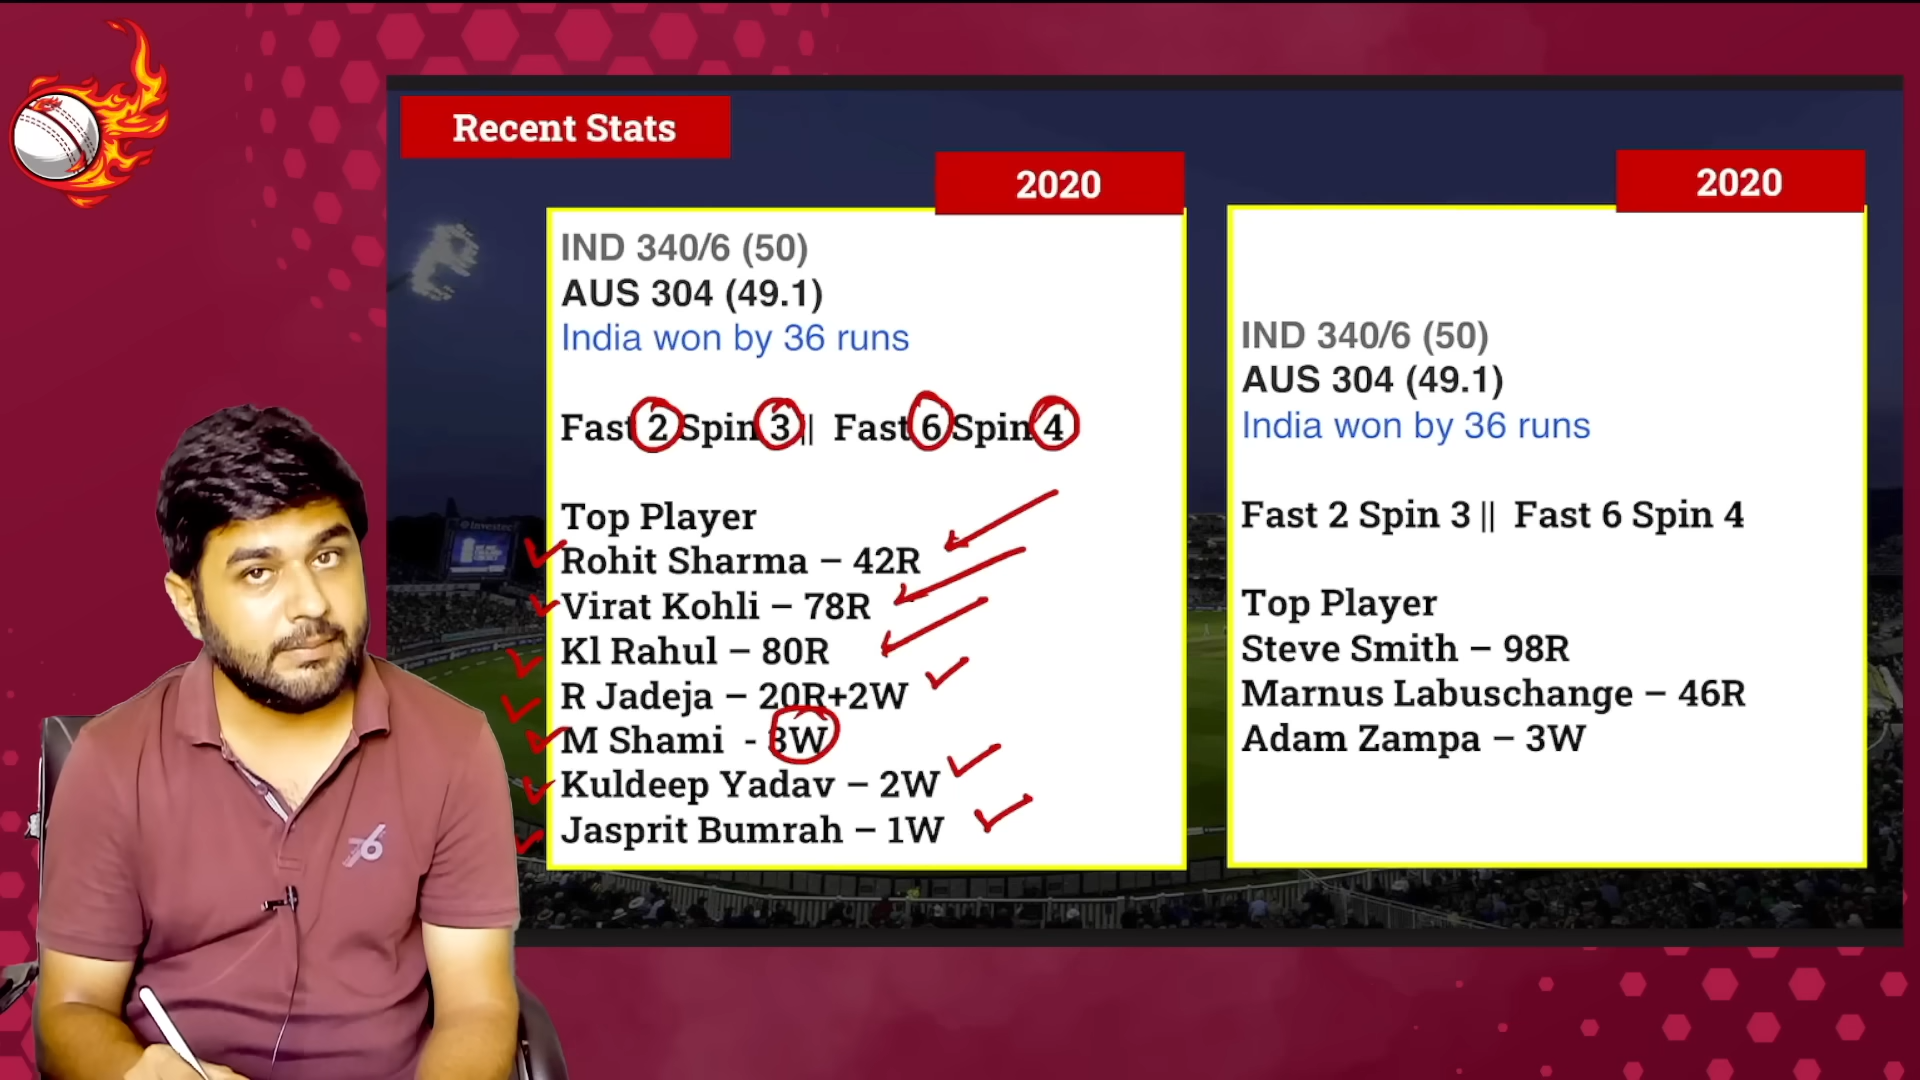 Recent Stats
2020
IND 340/6 (50)
AUS 304 (49.1)
India won by 36 runs
Fast 2 Spin 3 || Fast 6 Spin 4
Top Player
Rohit Sharma – 42R
Virat Kohli – 78R
Kl Rahul – 80R
R Jadeja – 20R+2W
M Shami - 3W
Kuldeep Yadav – 2W
Jasprit Bumrah – 1W
2020
IND 340/6 (50)
AUS 304 (49.1)
India won by 36 runs
Fast 2 Spin 3 || Fast 6 Spin 4
Top Player
Steve Smith – 98R
Marnus Labuschange – 46R
Adam Zampa – 3W
Investec